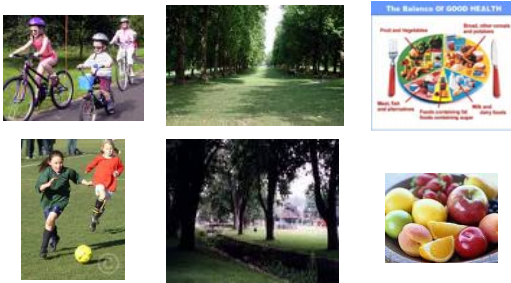 The Balance Of GOOD HEALTH
Fruit and Vegetables
Bread, other cereals
and potatoes
Meat, fish
and alternatives
Foods containing fat
foods containing sugar
Milk and
dairy foods